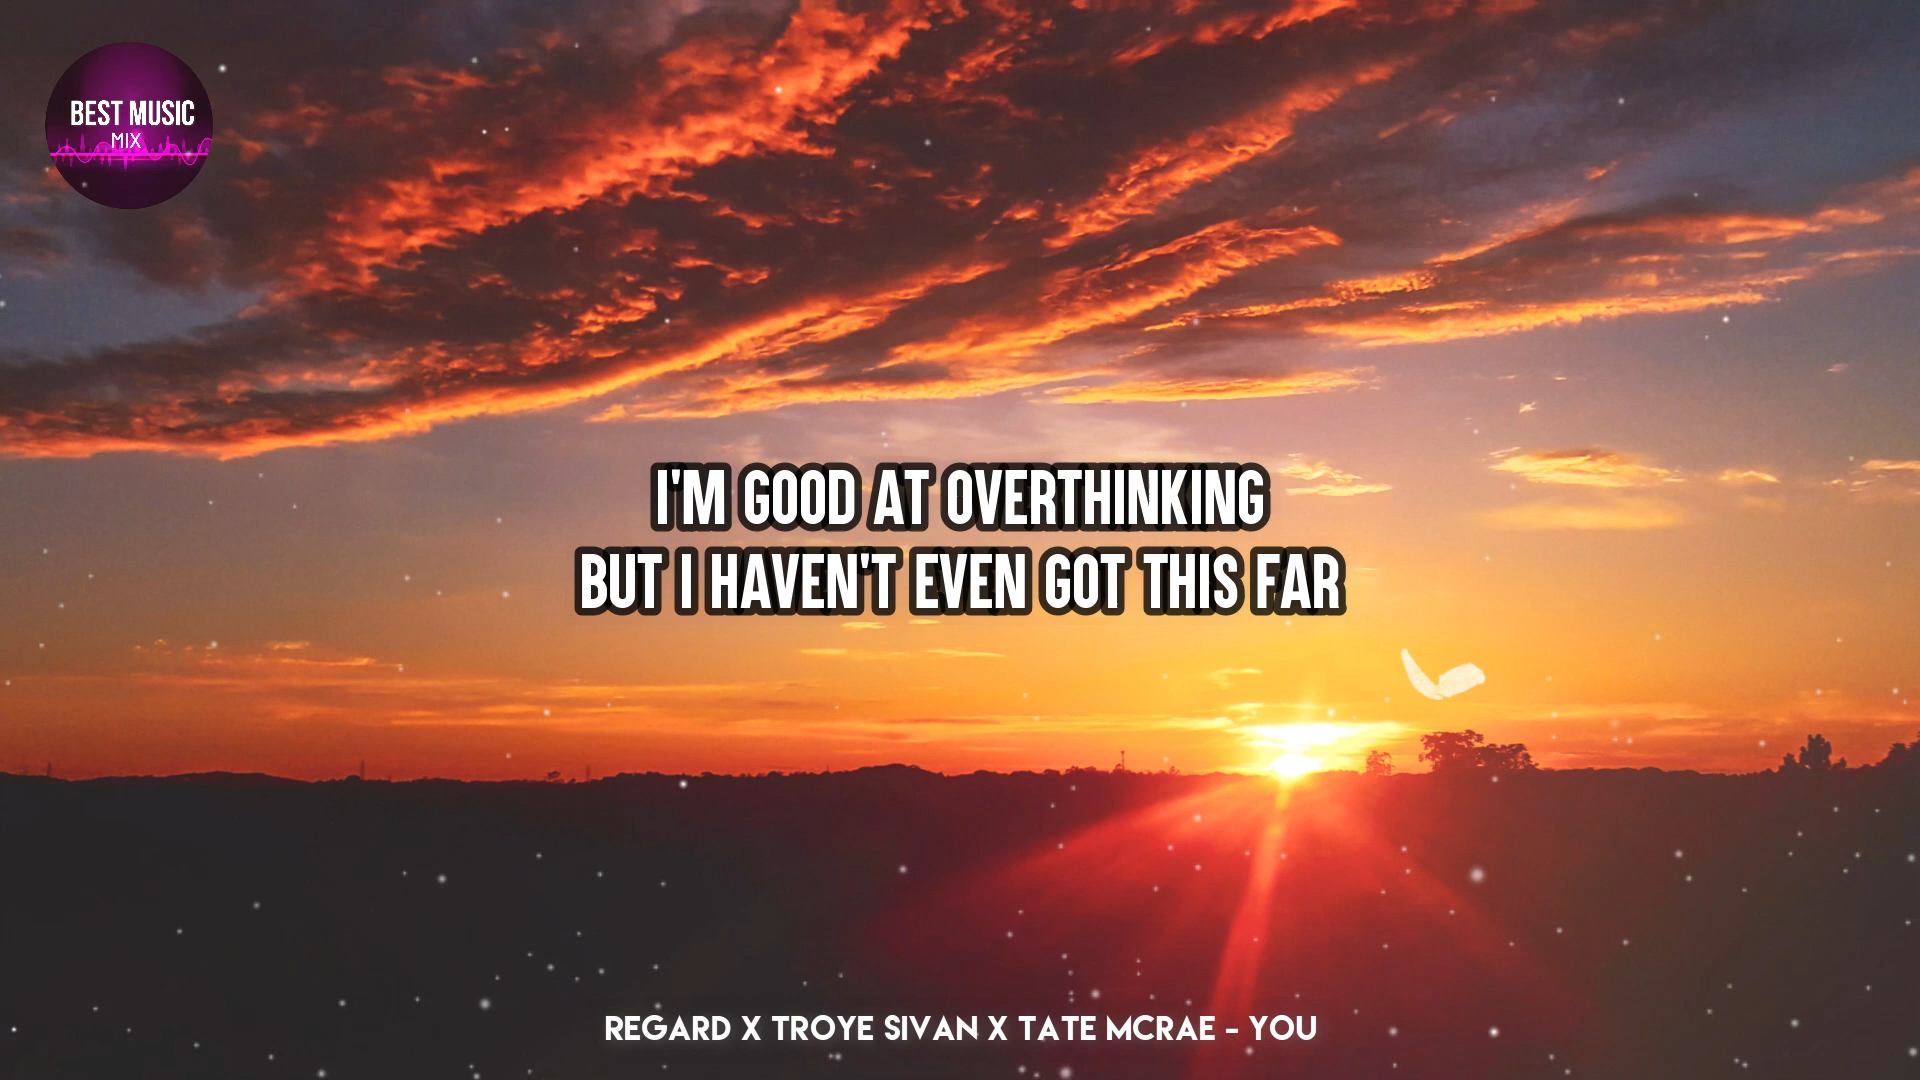 BEST MUSIC
MIX
I'M GOOD AT OVERTHINKING
BUT I HAVEN'T EVEN GOT THIS FAR
REGARD X TROYE SIVAN X TATE MCRAE - YOU